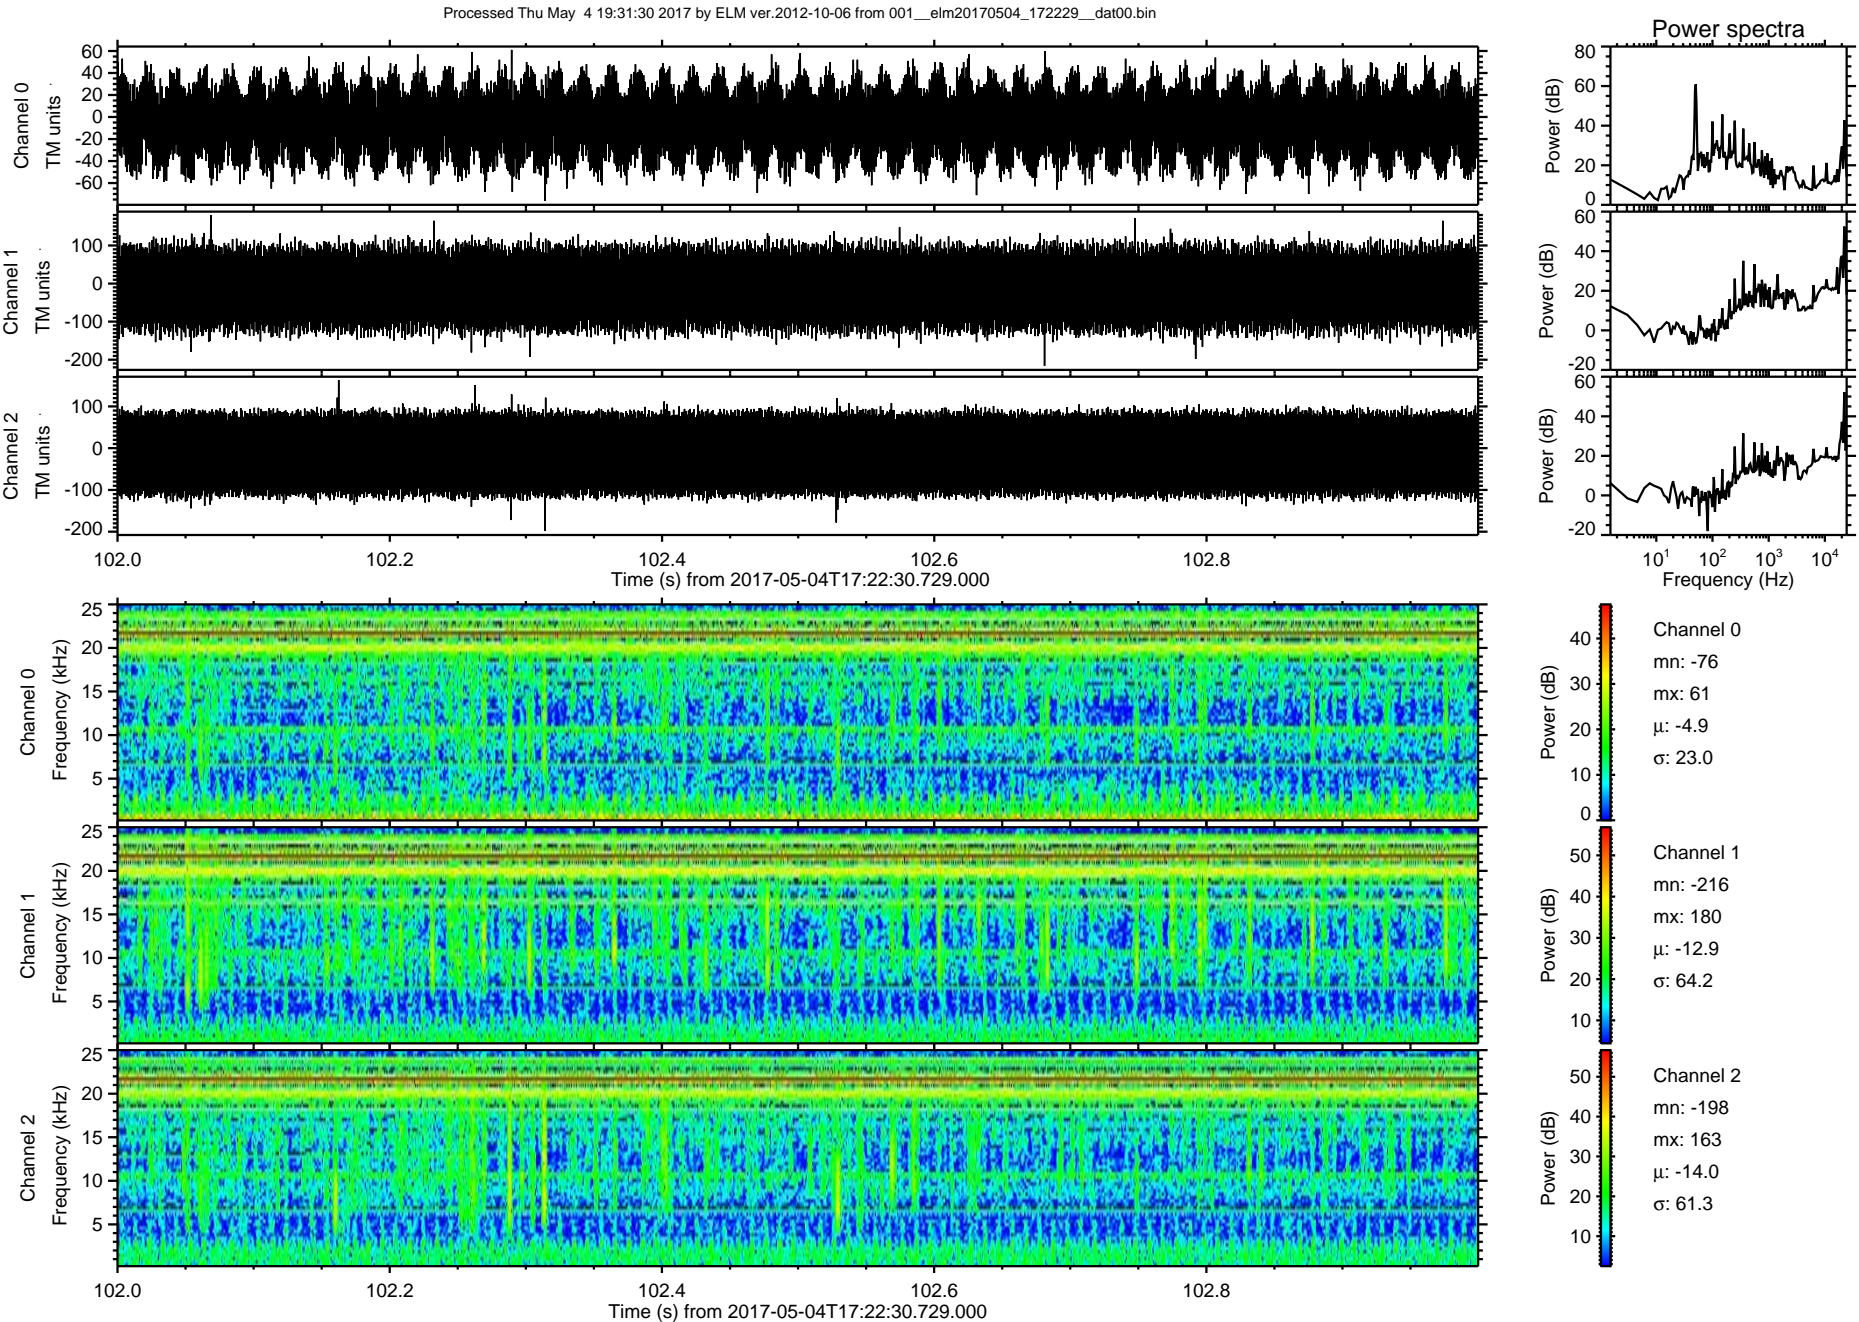 Processed Thu May  4 19:31:30 2017 by ELM ver.2012-10-06 from 001__elm20170504_172229__dat00.bin
Power spectra
Channel 0
TM units
60
40
20
0
-20
-40
-60
Power (dB)
80
60
40
20
0
Channel 1
TM units
100
0
-100
-200
Power (dB)
60
40
20
0
-20
Channel 2
TM units
100
0
-100
-200
Power (dB)
60
40
20
0
-20
102.0 102.2 102.4 102.6 102.8
Time (s) from 2017-05-04T17:22:30.729.000
10^1 10^2 10^3 10^4
Frequency (Hz)
Channel 0
Frequency (kHz)
25
20
15
10
5
Power (dB)
40
30
20
10
0
Channel 0
mn: -76
mx: 61
μ: -4.9
σ: 23.0
Channel 1
Frequency (kHz)
25
20
15
10
5
Power (dB)
50
40
30
20
10
Channel 1
mn: -216
mx: 180
μ: -12.9
σ: 64.2
Channel 2
Frequency (kHz)
25
20
15
10
5
Power (dB)
50
40
30
20
10
Channel 2
mn: -198
mx: 163
μ: -14.0
σ: 61.3
102.0 102.2 102.4 102.6 102.8
Time (s) from 2017-05-04T17:22:30.729.000